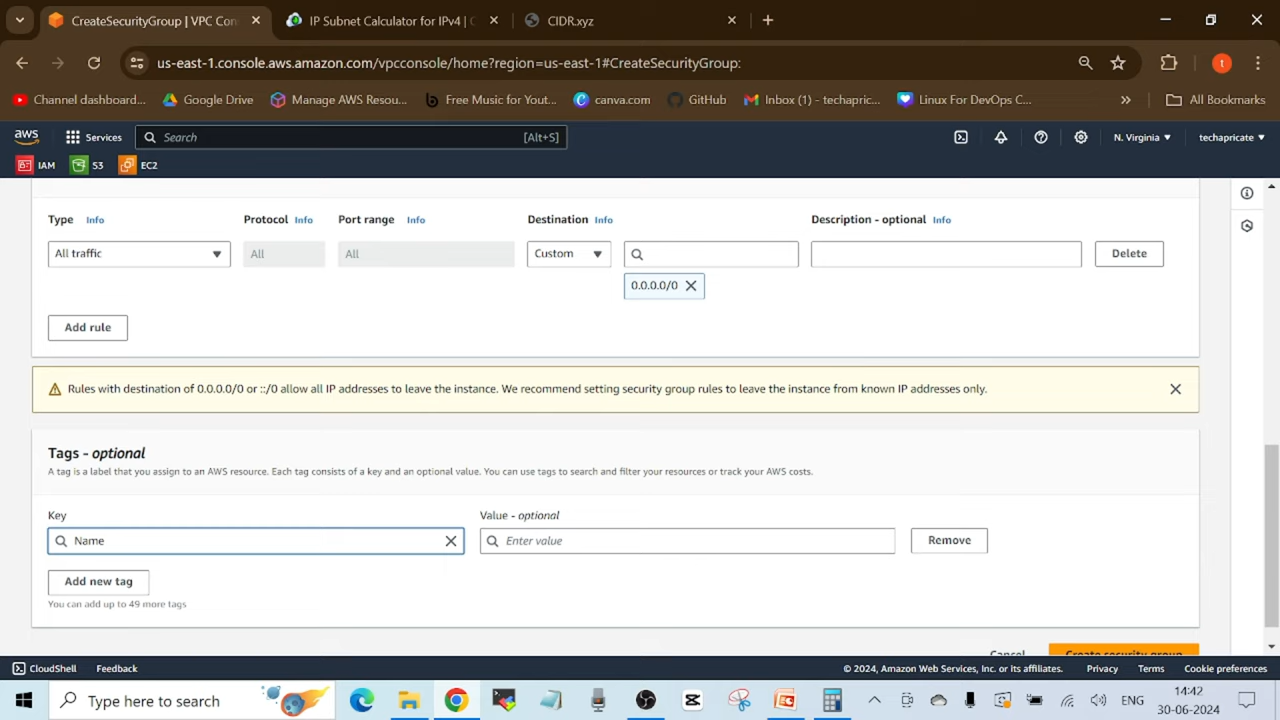 CreateSecurityGroup | VPC Con
IP Subnet Calculator for IPv4 | C
CIDR.xyz
us-east-1.console.aws.amazon.com/vpcconsole/home?region=us-east-1#CreateSecurityGroup:
t
Channel dashboard...
Google Drive
Manage AWS Resou...
Free Music for Yout...
canva.com
GitHub
Inbox (1) - techapric...
Linux For DevOps C...
All Bookmarks
aws
Services
Search
[Alt+S]
N. Virginia
techapricate
IAM
S3
EC2
Type Info
Protocol Info
Port range Info
Destination Info
Description - optional Info
All traffic
All
All
Custom
Delete
0.0.0.0/0
Add rule
Rules with destination of 0.0.0.0/0 or ::/0 allow all IP addresses to leave the instance. We recommend setting security group rules to leave the instance from known IP addresses only.
Tags - optional
A tag is a label that you assign to an AWS resource. Each tag consists of a key and an optional value. You can use tags to search and filter your resources or track your AWS costs.
Key
Value - optional
Name
Enter value
Remove
Add new tag
You can add up to 49 more tags
Cancel
Create security group
CloudShell
Feedback
© 2024, Amazon Web Services, Inc. or its affiliates.
Privacy
Terms
Cookie preferences
Type here to search
ENG
14:42
30-06-2024